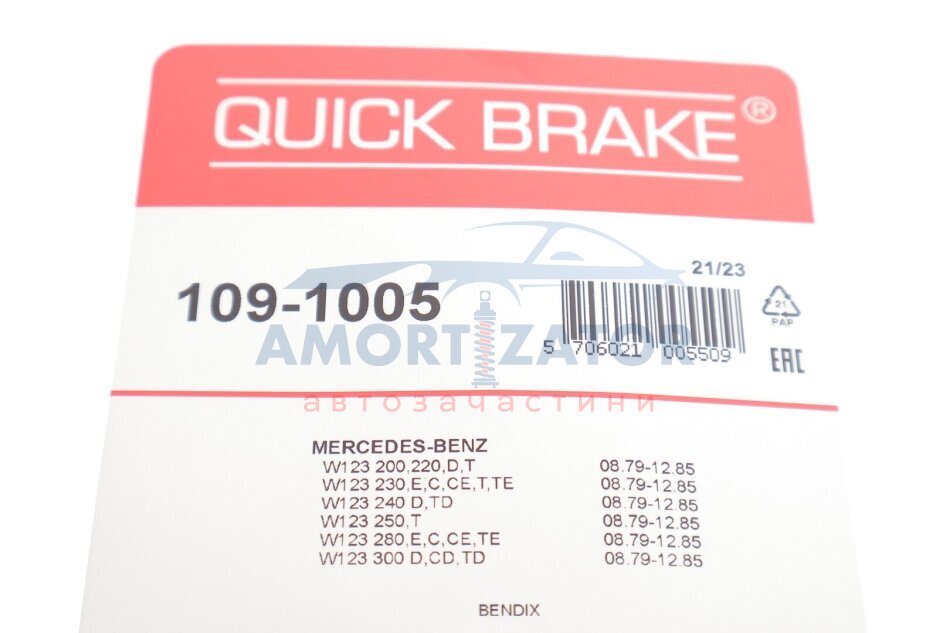 QUICK BRAKE®
21/23
109-1005
21
PAP
5 706021 005509
EAC
AMORTIZATOR
автозачастини
MERCEDES-BENZ
W123 200,220,D,T 08.79-12.85
W123 230,E,C,CE,T,TE 08.79-12.85
W123 240 D,TD 08.79-12.85
W123 250,T 08.79-12.85
W123 280,E,C,CE,TE 08.79-12.85
W123 300 D,CD,TD 08.79-12.85
BENDIX